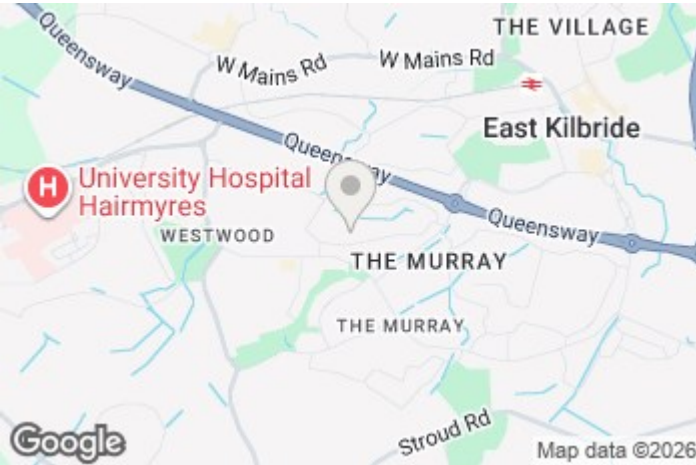 THE VILLAGE
Queensway
W Mains Rd
W Mains Rd
East Kilbride
Queensway
H
University Hospital
Hairmyres
Queensway
WESTWOOD
THE MURRAY
THE MURRAY
Stroud Rd
Google
Map data ©2026